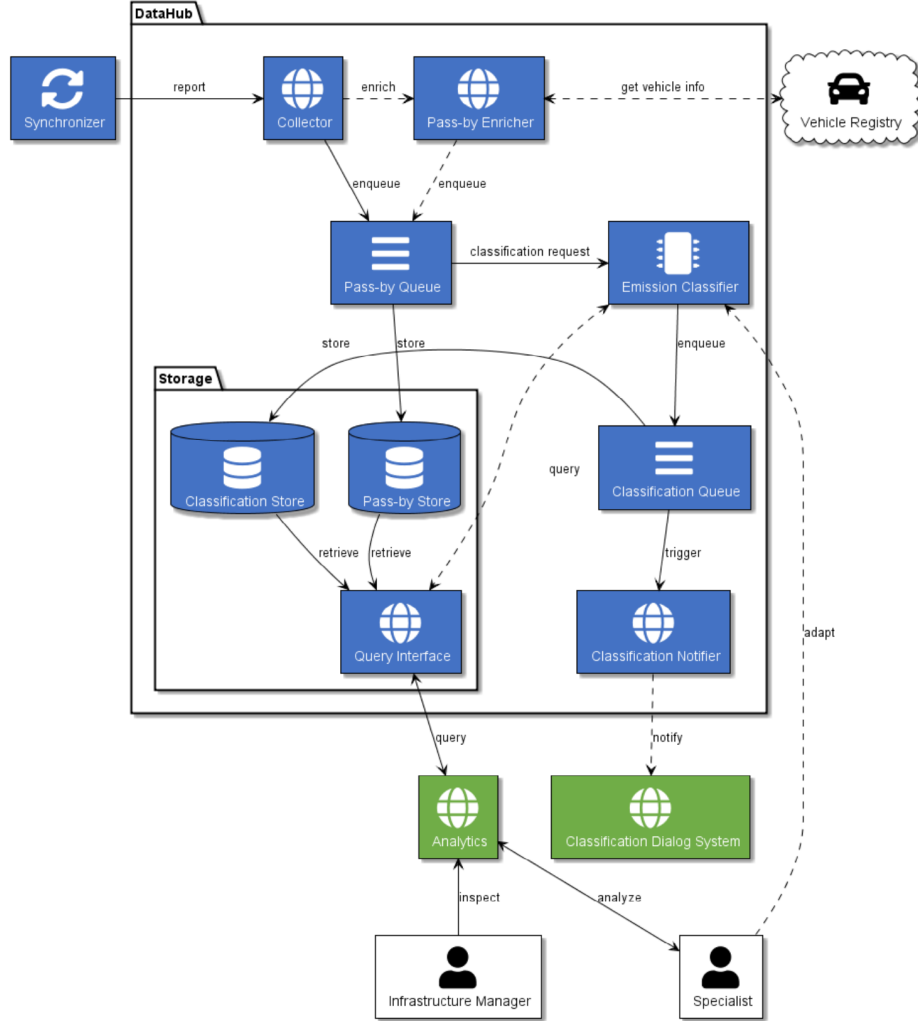 DataHub
Synchronizer
report
Collector
enrich
Pass-by Enricher
get vehicle info
Vehicle Registry
enqueue
enqueue
Pass-by Queue
classification request
Emission Classifier
store
store
enqueue
Storage
Classification Store
Pass-by Store
query
Classification Queue
retrieve
retrieve
trigger
Query Interface
Classification Notifier
adapt
query
notify
Analytics
Classification Dialog System
inspect
analyze
Infrastructure Manager
Specialist